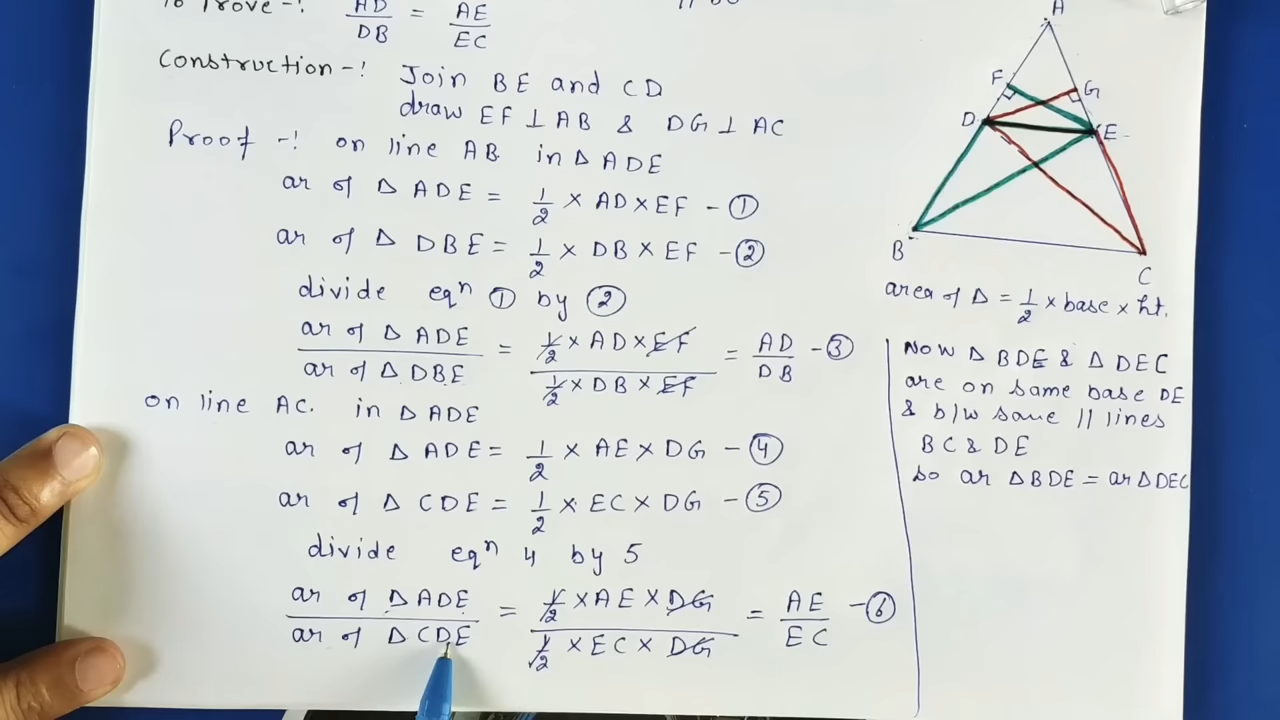 To Prove -! AD/DB = AE/EC
Construction -! Join BE and CD
draw EF ⊥ AB & DG ⊥ AC
Proof -! on line AB in Δ ADE
ar of Δ ADE = 1/2 × AD × EF - ①
ar of Δ DBE = 1/2 × DB × EF - ②
divide eqⁿ ① by ②
ar of Δ ADE / ar of Δ DBE = 1/2 × AD × EF / 1/2 × DB × EF = AD/DB - ③
on line AC. in Δ ADE
ar of Δ ADE = 1/2 × AE × DG - ④
ar of Δ CDE = 1/2 × EC × DG - ⑤
divide eqⁿ 4 by 5
ar of Δ ADE / ar of Δ CDE = 1/2 × AE × DG / 1/2 × EC × DG = AE/EC - ⑥
A
F
G
D
E
B
C
area of Δ = 1/2 × base × ht.
Now Δ BDE & Δ DEC
are on same base DE
& b/w same || lines
BC & DE
So ar ΔBDE = ar ΔDEC